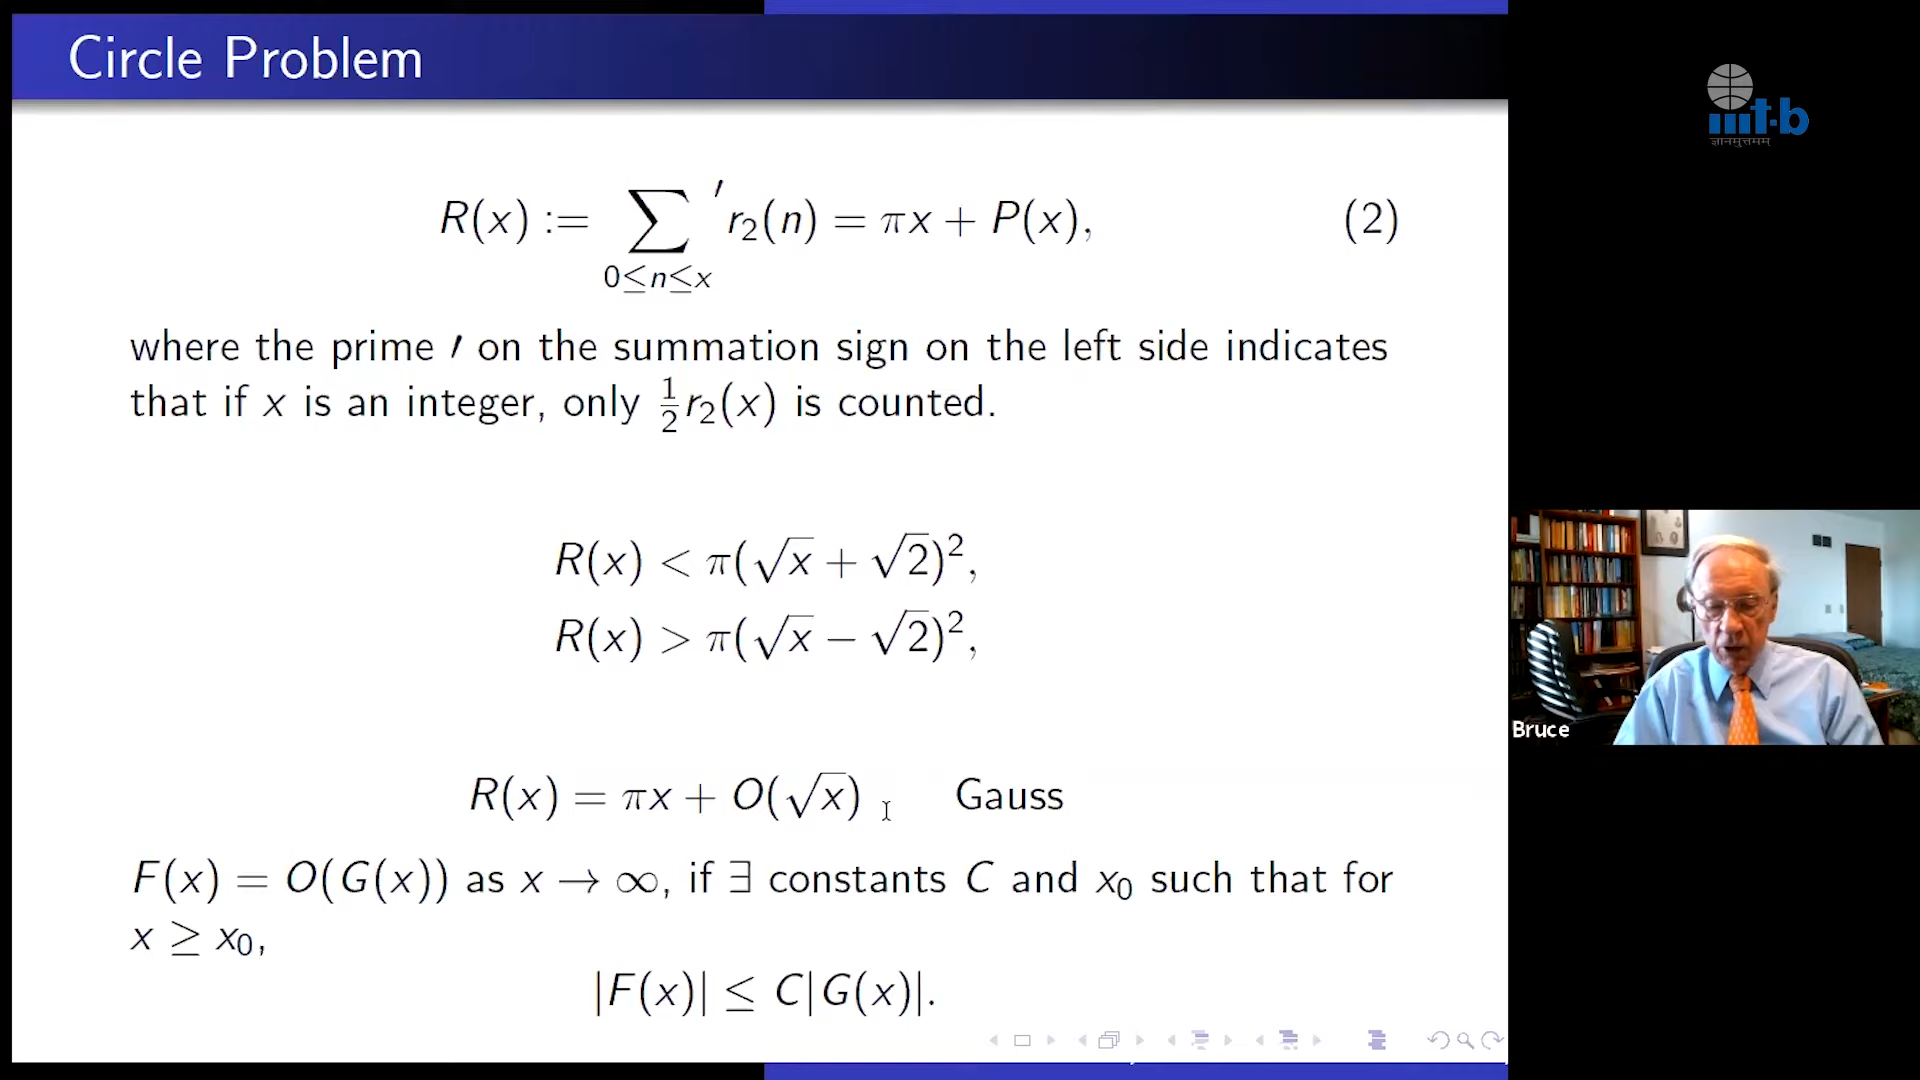 Circle Problem
R(x) := ∑′ r₂(n) = πx + P(x), (2)
0≤n≤x
where the prime ′ on the summation sign on the left side indicates
that if x is an integer, only ½r₂(x) is counted.
R(x) < π(√x + √2)²,
R(x) > π(√x − √2)²,
R(x) = πx + O(√x) Gauss
F(x) = O(G(x)) as x → ∞, if ∃ constants C and x₀ such that for
x ≥ x₀,
|F(x)| ≤ C|G(x)|.
iiit-b
ज्ञानमुत्तमम्
Bruce